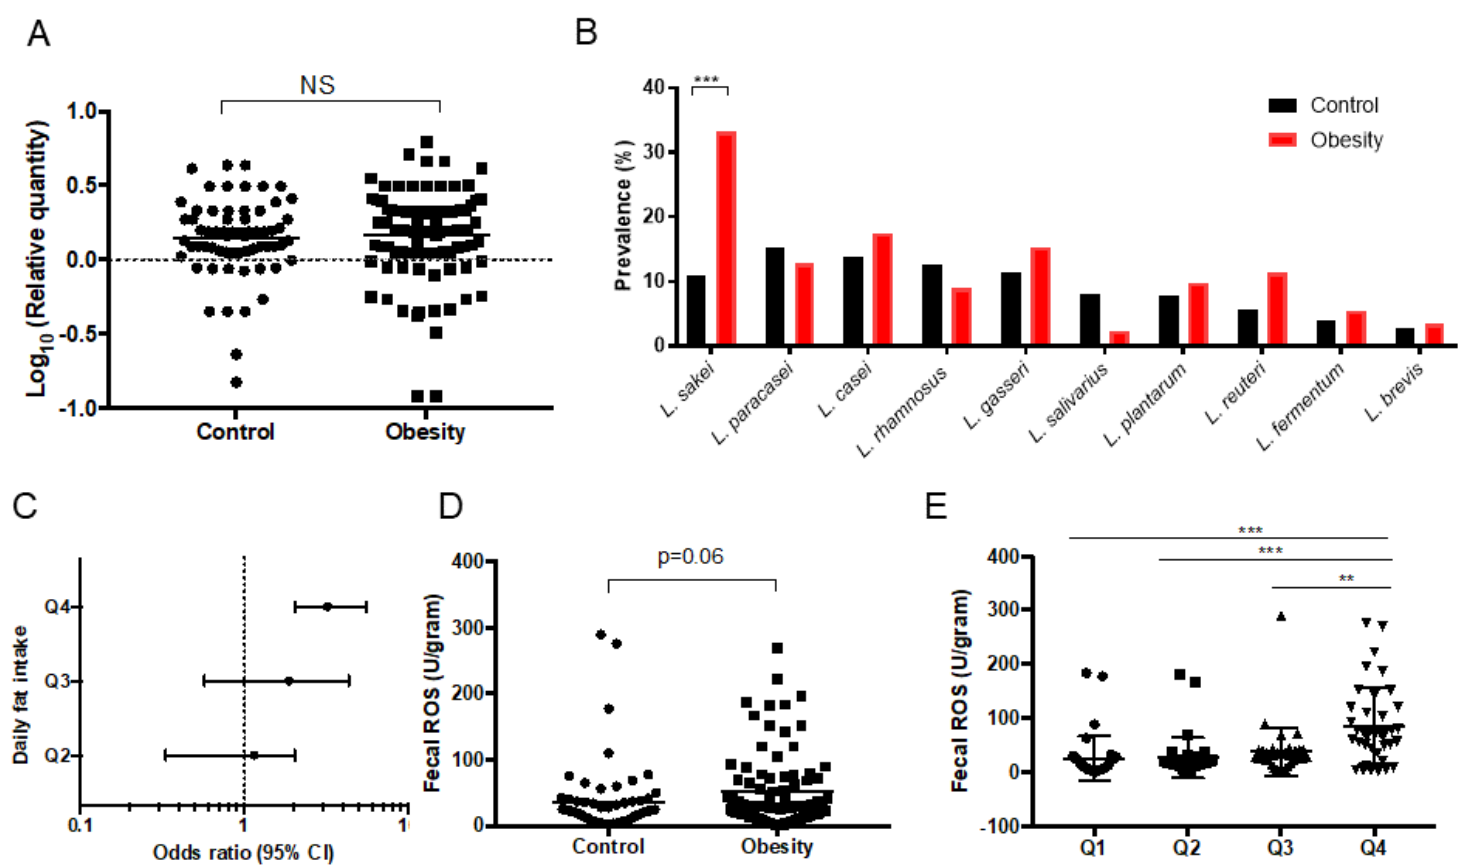 A
NS
1.0
0.5
0.0
-0.5
-1.0
Log10 (Relative quantity)
Control
Obesity
B
***
40
30
20
10
0
Prevalence (%)
Control
Obesity
L. sakei
L. paracasei
L. casei
L. rhamnosus
L. gasseri
L. salivarius
L. plantarum
L. reuteri
L. fermentum
L. brevis
C
Daily fat intake
Q4
Q3
Q2
0.1
1
Odds ratio (95% CI)
D
p=0.06
400
300
200
100
0
Fecal ROS (U/gram)
Control
Obesity
E
***
***
**
400
300
200
100
0
-100
Fecal ROS (U/gram)
Q1
Q2
Q3
Q4